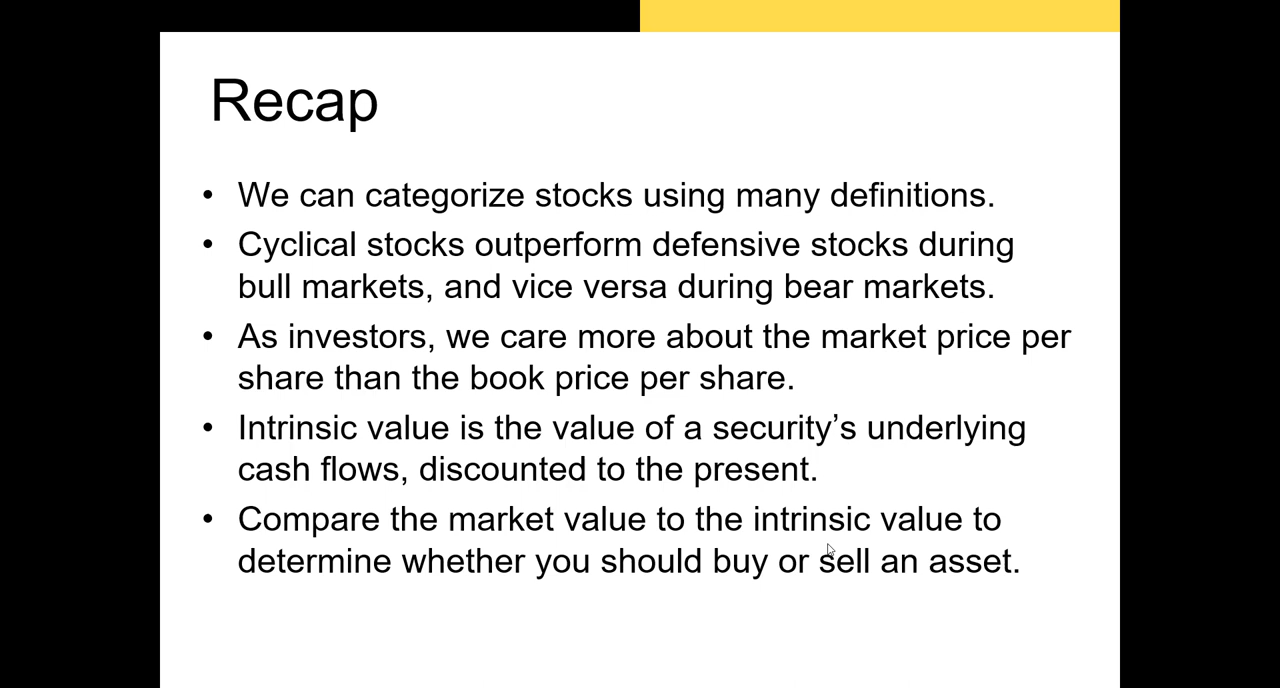 Recap
• We can categorize stocks using many definitions.
• Cyclical stocks outperform defensive stocks during
bull markets, and vice versa during bear markets.
• As investors, we care more about the market price per
share than the book price per share.
• Intrinsic value is the value of a security’s underlying
cash flows, discounted to the present.
• Compare the market value to the intrinsic value to
determine whether you should buy or sell an asset.